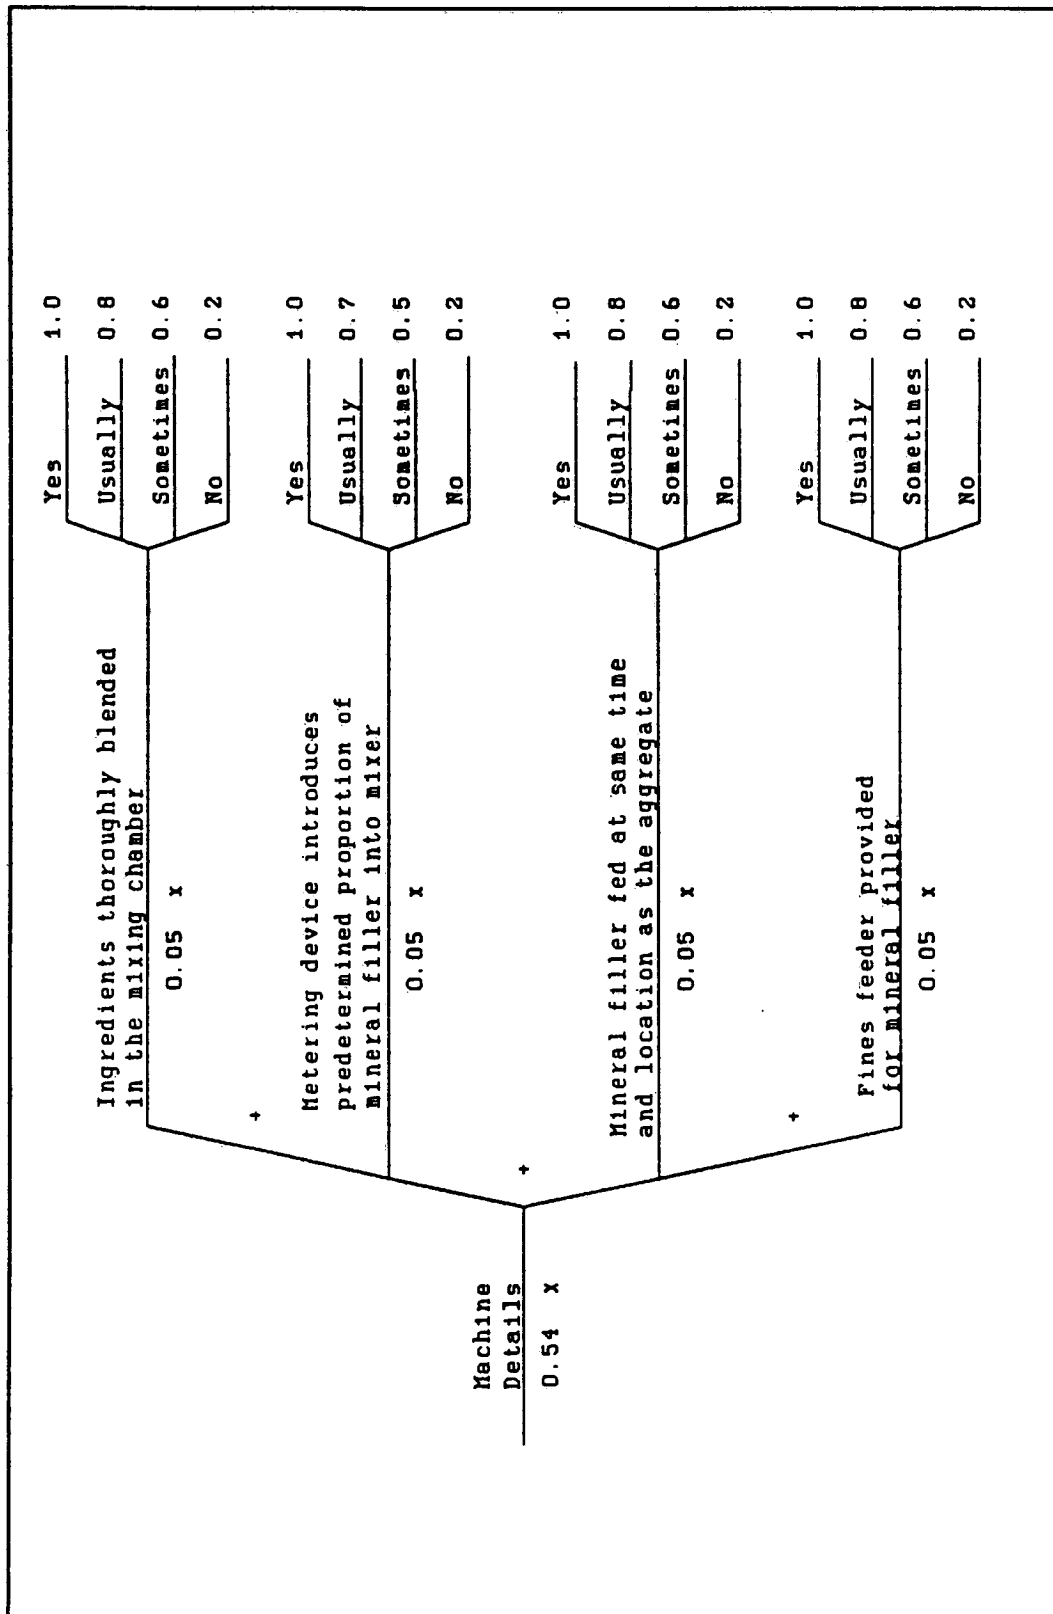 Machine
Details
0.54 x
+
+
+
Ingredients thoroughly blended
in the mixing chamber
0.05 x
Yes 1.0
Usually 0.8
Sometimes 0.6
No 0.2
Metering device introduces
predetermined proportion of
mineral filler into mixer
0.05 x
Yes 1.0
Usually 0.7
Sometimes 0.5
No 0.2
Mineral filler fed at same time
and location as the aggregate
0.05 x
Yes 1.0
Usually 0.8
Sometimes 0.6
No 0.2
Fines feeder provided
for mineral filler
0.05 x
Yes 1.0
Usually 0.8
Sometimes 0.6
No 0.2